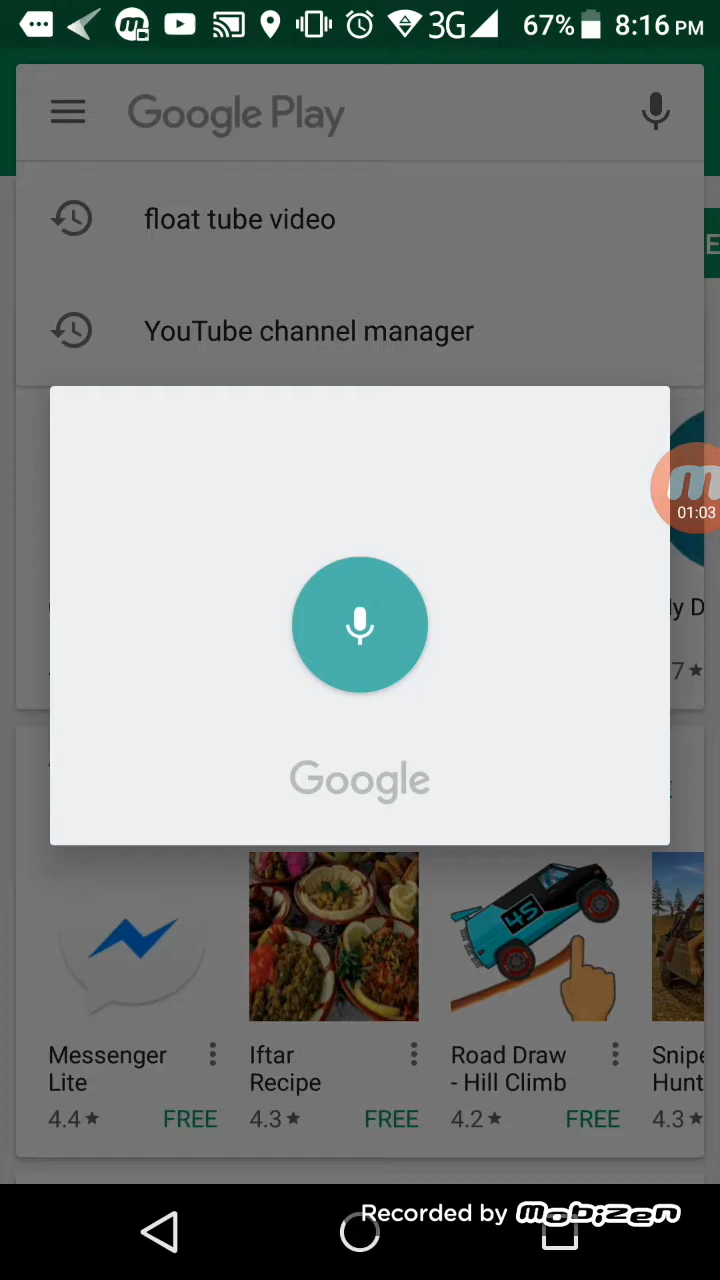 3G 67% 8:16 PM
Google Play
float tube video
YouTube channel manager
01:03
7★
Google
45
Messenger Lite
4.4★ FREE
Iftar Recipe
4.3★ FREE
Road Draw - Hill Climb
4.2★ FREE
4.3★
Recorded by mobizen